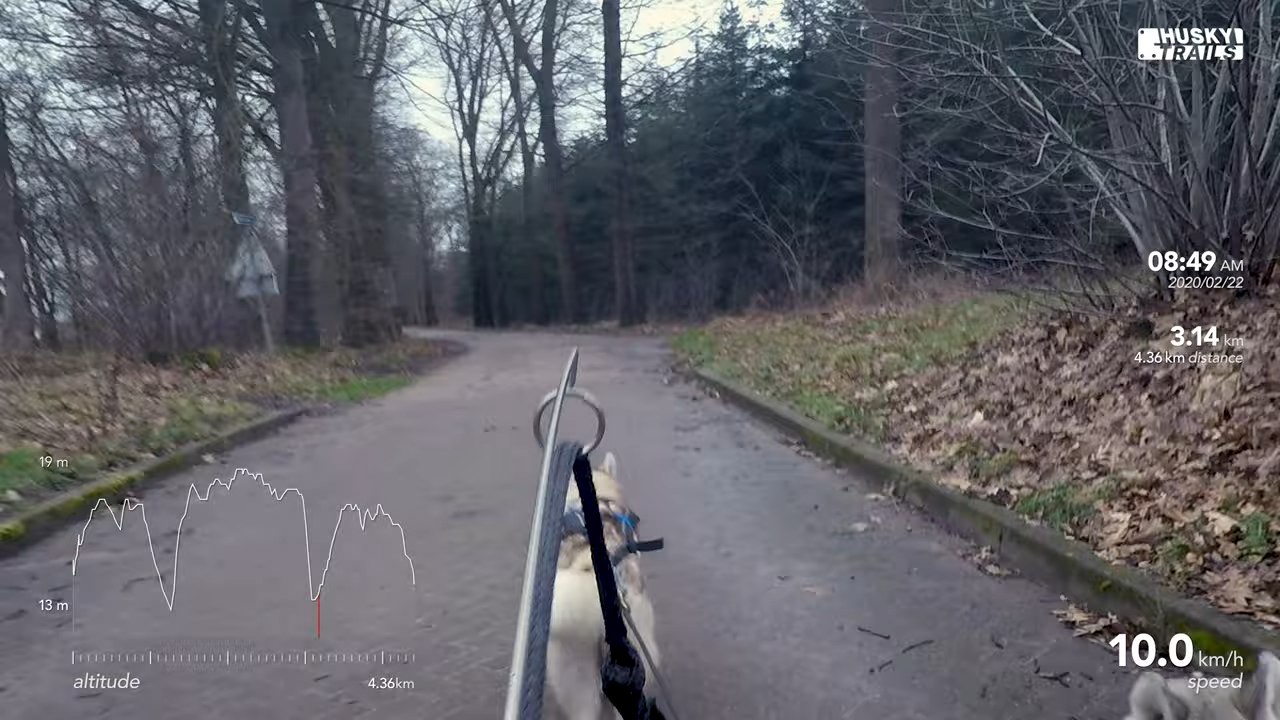 HUSKY
TRAILS
08:49 AM
2020/02/22
3.14 km
4.36 km distance
19 m
13 m
altitude
4.36km
10.0 km/h
speed